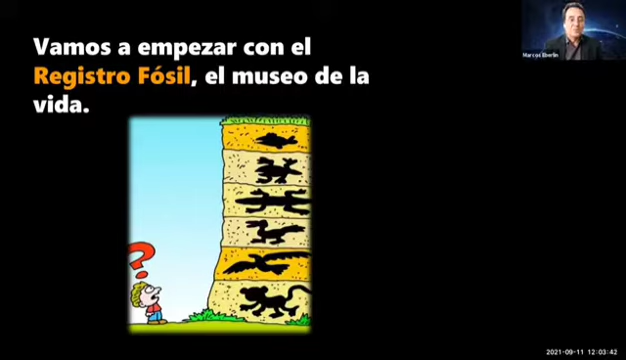 Vamos a empezar con el
Registro Fósil, el museo de la
vida.
Marcos Eberlin
?
2021-09-11 12:03:42